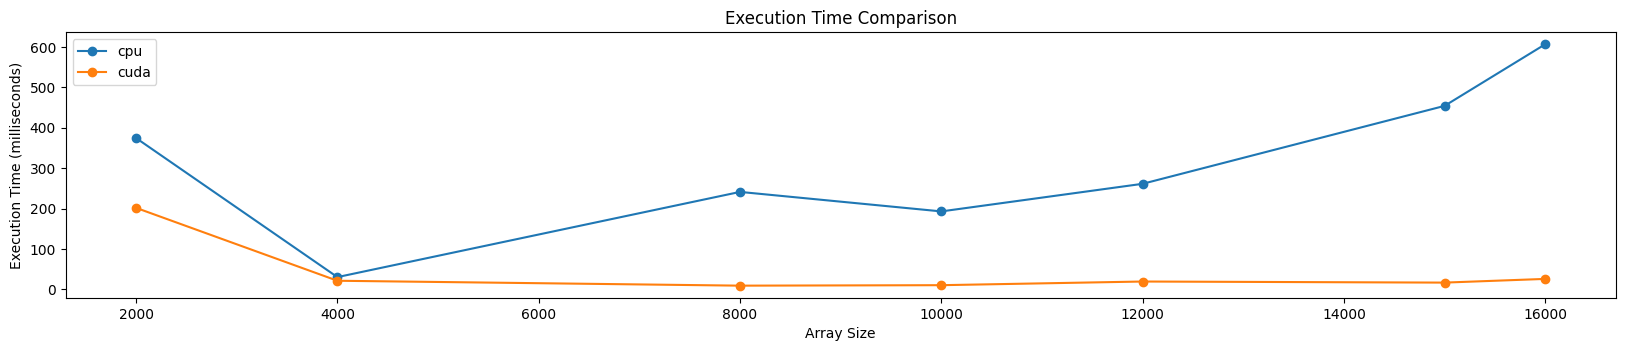 Execution Time Comparison
cpu
cuda
Execution Time (milliseconds)
600
500
400
300
200
100
0
2000 4000 6000 8000 10000 12000 14000 16000
Array Size